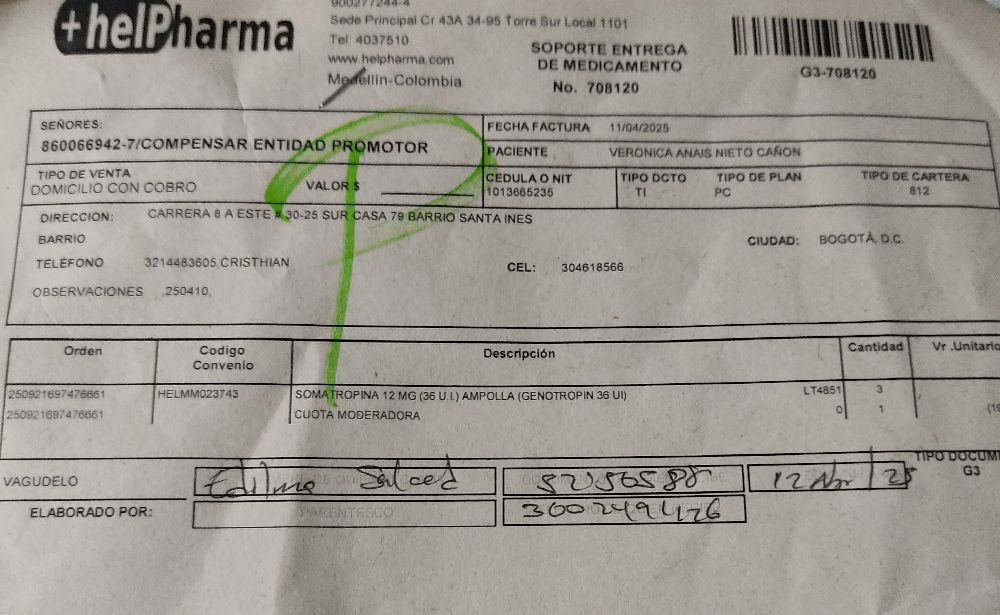 +helPharma
900277244-4
Sede Principal Cr 43A 34-95 Torre Sur Local 1101
Tel: 4037510
www.helpharma.com
Medellin-Colombia
SOPORTE ENTREGA
DE MEDICAMENTO
No. 708120
G3-708120
SEÑORES:
860066942-7/COMPENSAR ENTIDAD PROMOTOR
FECHA FACTURA 11/04/2025
PACIENTE VERONICA ANAIS NIETO CAÑON
TIPO DE VENTA
DOMICILIO CON COBRO
VALOR $
CEDULA O NIT
1013665235
TIPO DCTO
TI
TIPO DE PLAN
PC
TIPO DE CARTERA
812
DIRECCION: CARRERA 8 A ESTE # 30-25 SUR CASA 79 BARRIO SANTA INES
BARRIO
CIUDAD: BOGOTÁ, D.C.
TELÉFONO 3214483605 CRISTHIAN
CEL: 304618566
OBSERVACIONES 250410,
Orden Codigo Convenio Descripción Cantidad Vr .Unitario
250921697476661 HELMM023743 SOMATROPINA 12 MG (36 U.I.) AMPOLLA (GENOTROPIN 36 UI) LT4851 3
250921697476661 CUOTA MODERADORA 0 1
TIPO DOCUM
G3
VAGUDELO
Edilma Salced
12 Abr / 25
ELABORADO POR:
PARENTESCO